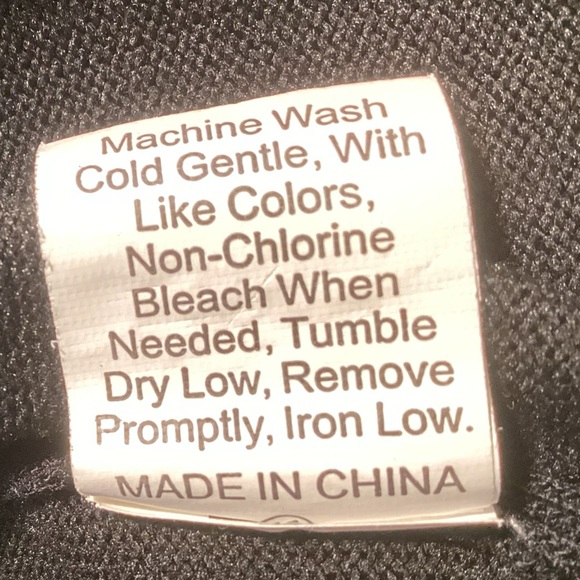 Machine Wash
Cold Gentle, With
Like Colors,
Non-Chlorine
Bleach When
Needed, Tumble
Dry Low, Remove
Promptly, Iron Low.
MADE IN CHINA